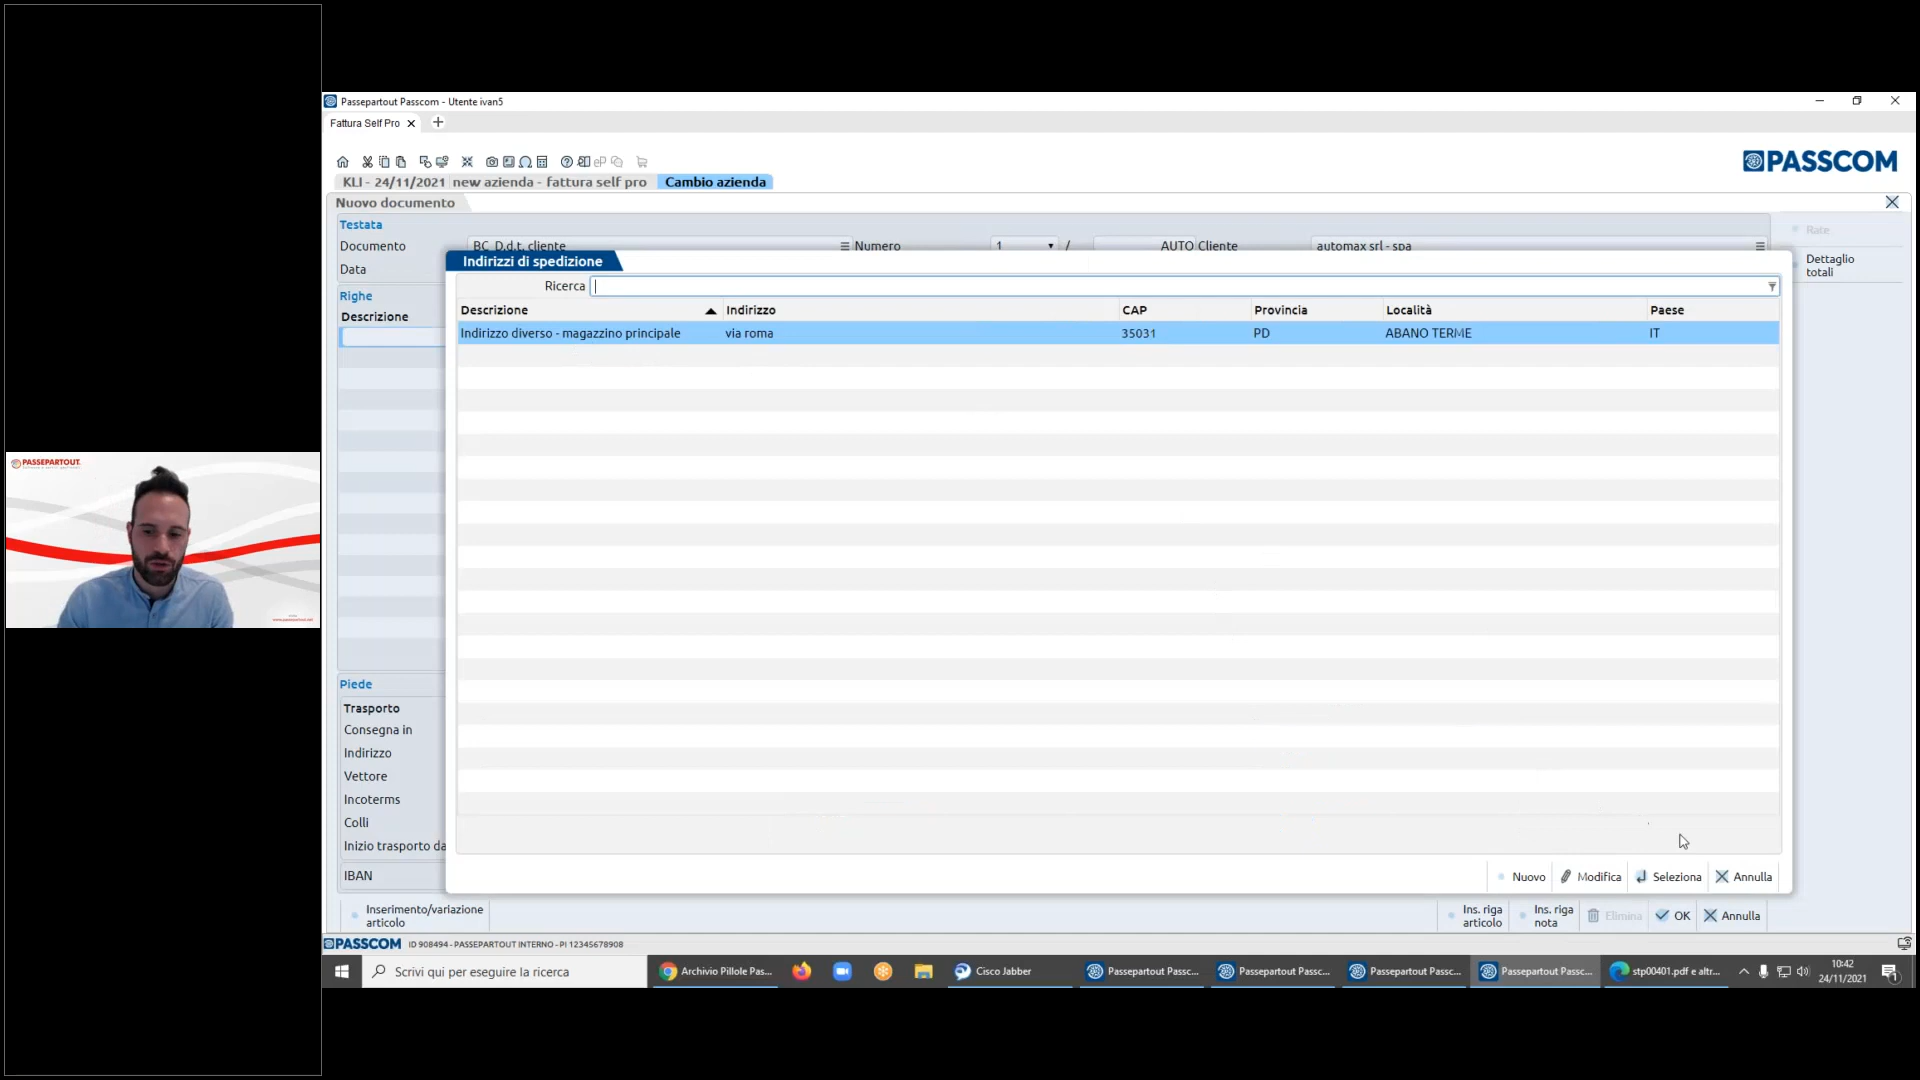 PASSEPARTOUT
Passepartout Passcom - Utente ivan5
Fattura Self Pro
PASSCOM
KLI - 24/11/2021 new azienda - fattura self pro Cambio azienda
Nuovo documento
Testata
Documento BC D.d.t. cliente Numero 1 / AUTO Cliente automax srl - spa
Rate
Data
Dettaglio
totali
Indirizzi di spedizione
Ricerca
Righe
Descrizione
Descrizione Indirizzo CAP Provincia Località Paese
Indirizzo diverso - magazzino principale via roma 35031 PD ABANO TERME IT
Piede
Trasporto
Consegna in
Indirizzo
Vettore
Incoterms
Colli
Inizio trasporto da
IBAN
Nuovo Modifica Seleziona Annulla
Inserimento/variazione
articolo
Ins. riga
articolo
Ins. riga
nota
Elimina OK Annulla
PASSCOM ID 908494 - PASSEPARTOUT INTERNO - PI 12345678908
Scrivi qui per eseguire la ricerca
Archivio Pillole Pas...
Cisco Jabber
Passepartout Passc...
Passepartout Passc...
Passepartout Passc...
Passepartout Passc...
stp00401.pdf e altr...
10:42
24/11/2021
1